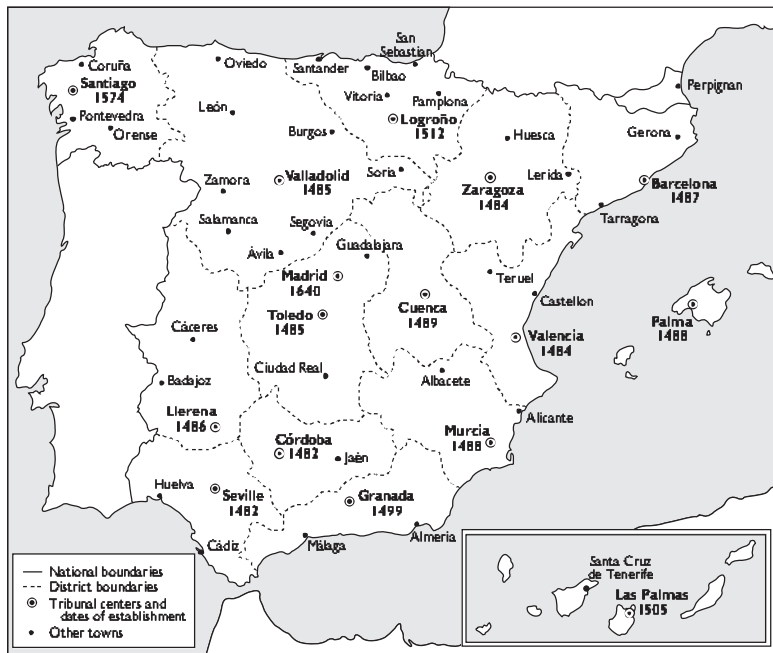 San
Sebastián
Coruña
Oviedo
Santander
Bilbao
Santiago
1574
Vitoria
Pamplona
Perpignan
Pontevedra
Orense
León
Burgos
Logroño
1512
Huesca
Gerona
Zamora
Valladolid
1485
Soria
Zaragoza
1484
Lerida
Barcelona
1487
Salamanca
Segovia
Tarragona
Ávila
Guadalajara
Madrid
1640
Teruel
Cuenca
1489
Castellon
Toledo
1485
Palma
1488
Cáceres
Valencia
1484
Ciudad Real
Albacete
Badajoz
Llerena
1486
Alicante
Córdoba
1482
Jaén
Murcia
1488
Huelva
Seville
1482
Granada
1499
Almeria
Cádiz
Málaga
National boundaries
District boundaries
Tribunal centers and
dates of establishment
Other towns
Santa Cruz
de Tenerife
Las Palmas
1505